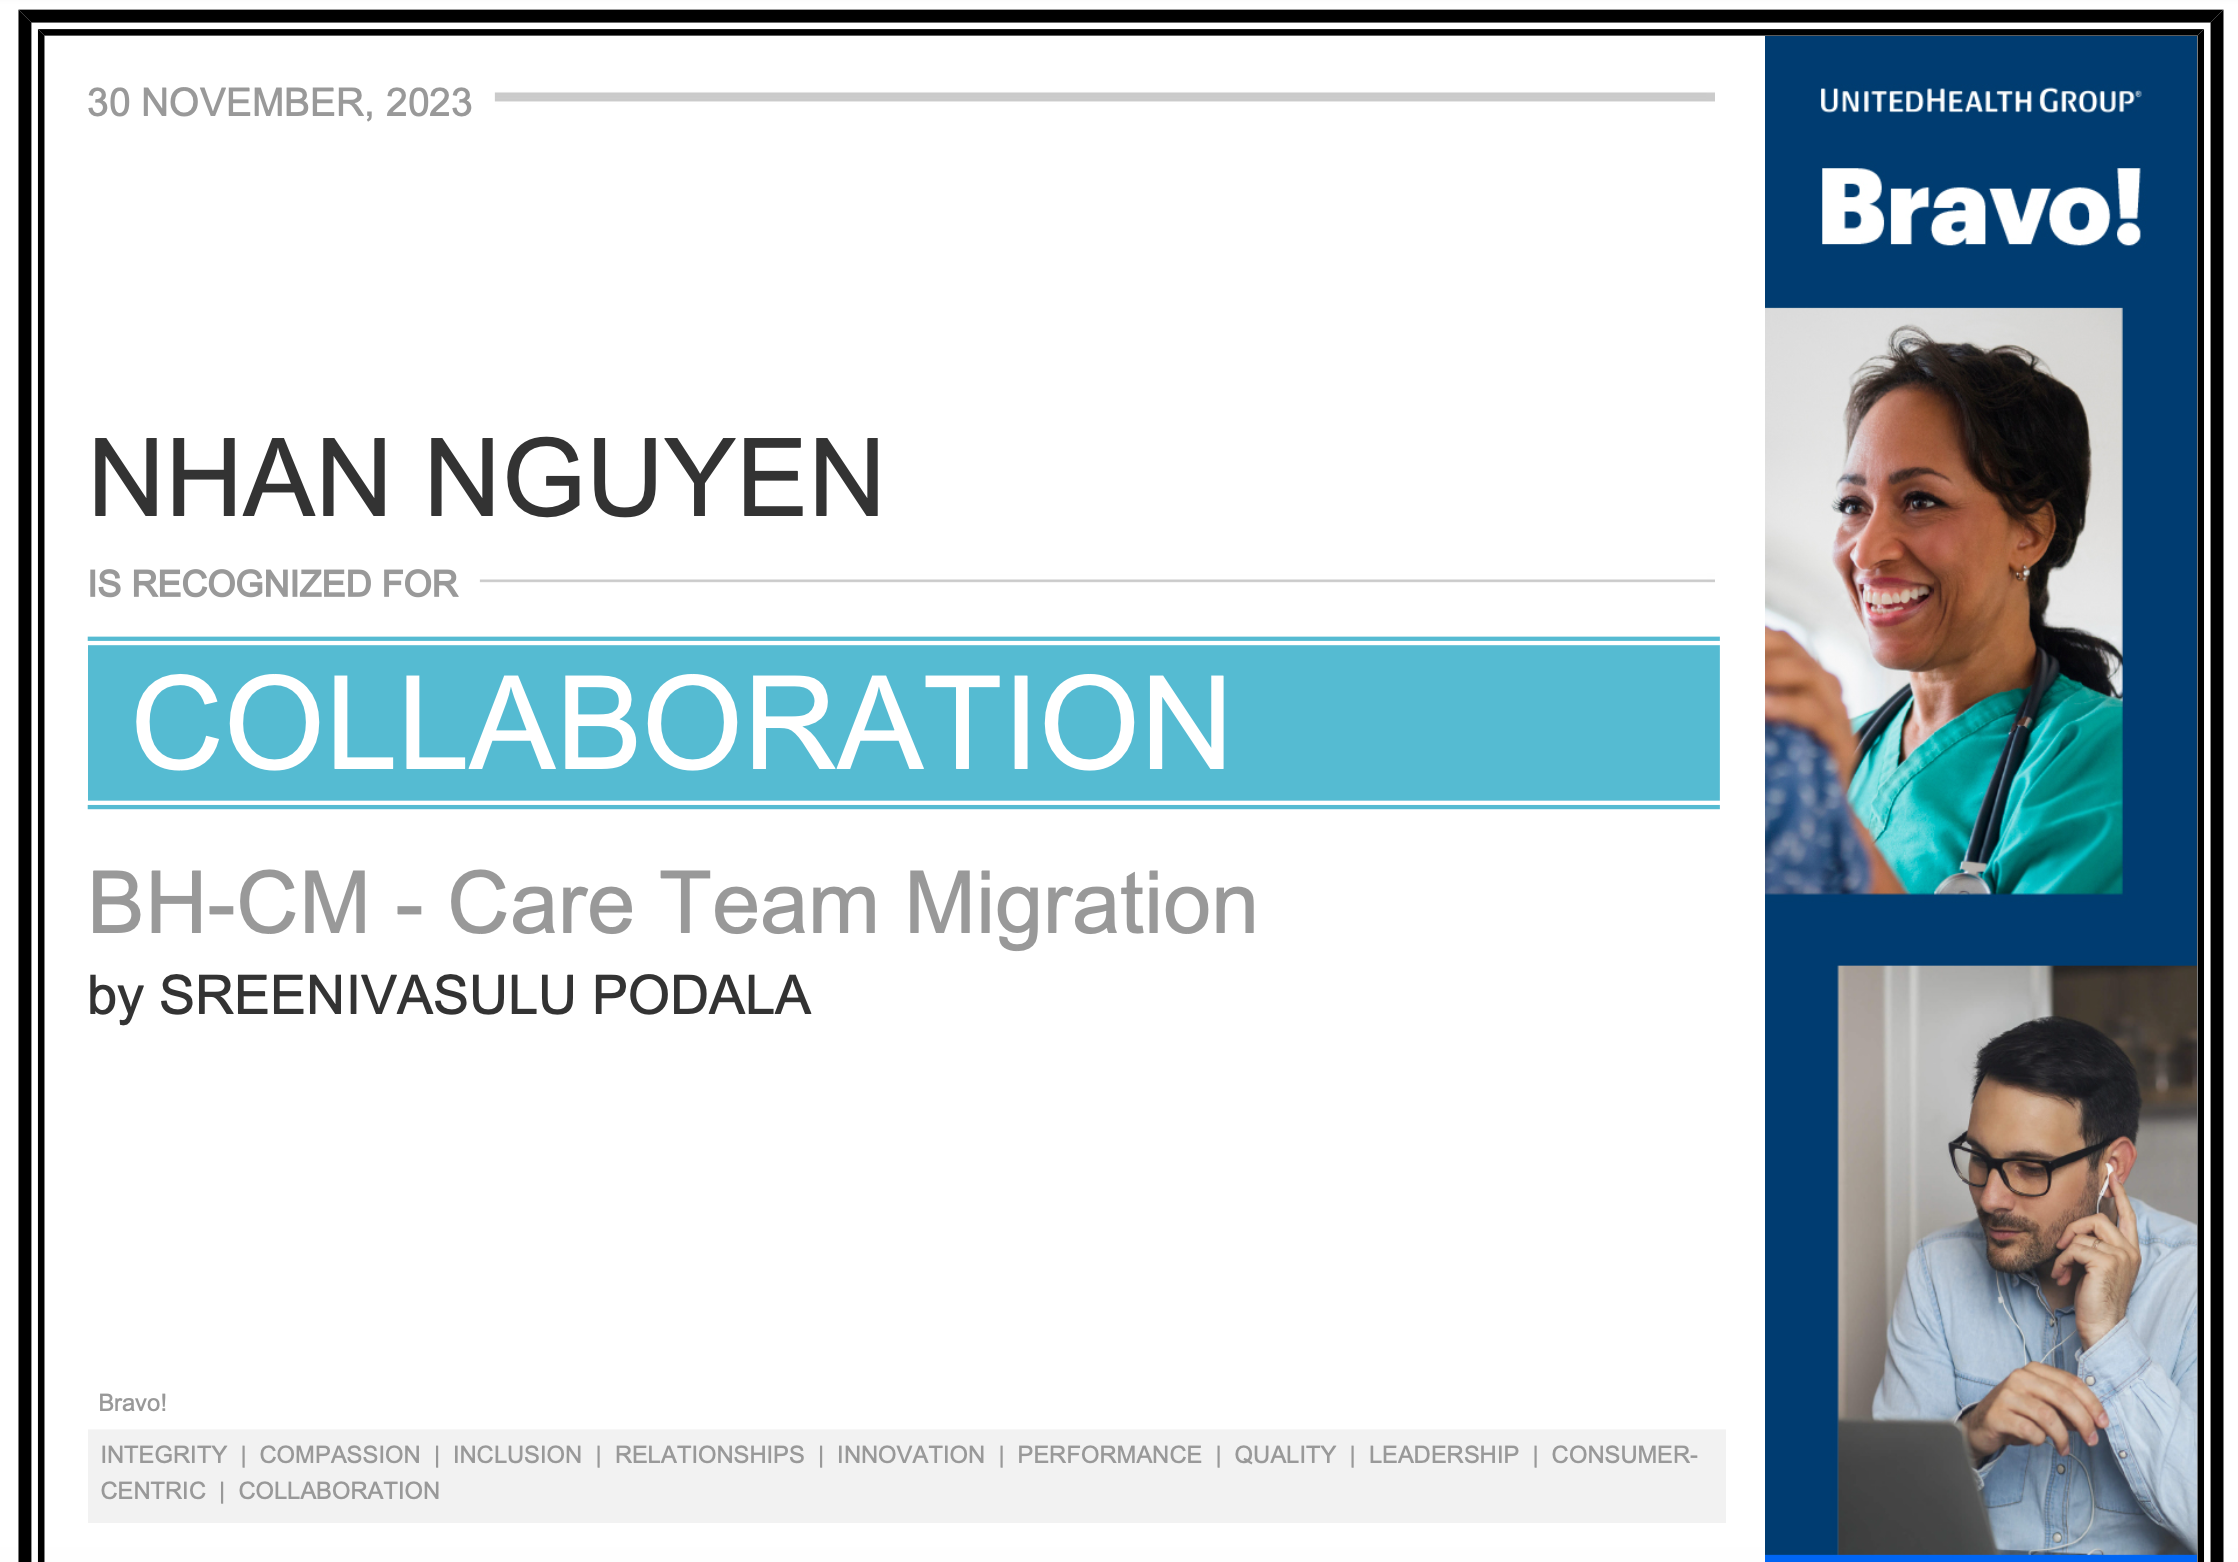 30 NOVEMBER, 2023
NHAN NGUYEN
IS RECOGNIZED FOR
COLLABORATION
BH-CM - Care Team Migration
by SREENIVASULU PODALA
Bravo!
INTEGRITY | COMPASSION | INCLUSION | RELATIONSHIPS | INNOVATION | PERFORMANCE | QUALITY | LEADERSHIP | CONSUMER-
CENTRIC | COLLABORATION
UNITEDHEALTH GROUP®
Bravo!